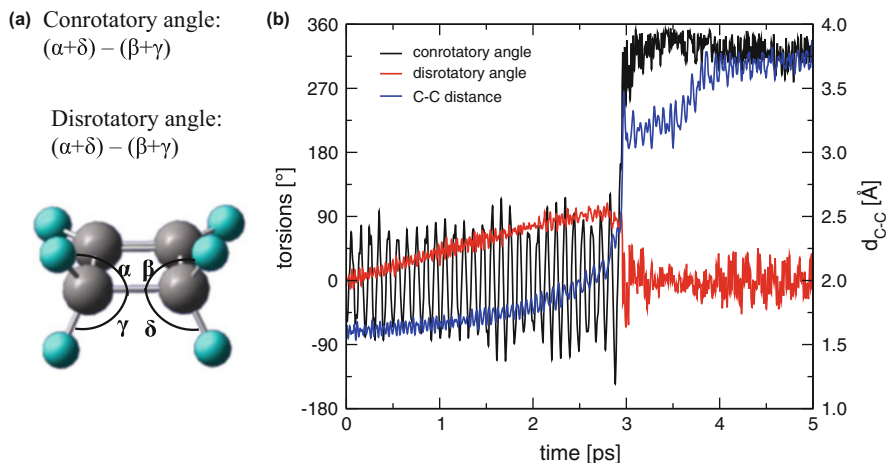 (a) Conrotatory angle:
(α+δ) – (β+γ)
Disrotatory angle:
(α+δ) – (β+γ)
α β
γ δ
(b)
360
270
180
90
0
-90
-180
torsions [°]
conrotatory angle
disrotatory angle
C-C distance
4.0
3.5
3.0
2.5
2.0
1.5
1.0
d C-C [Å]
0 1 2 3 4 5
time [ps]